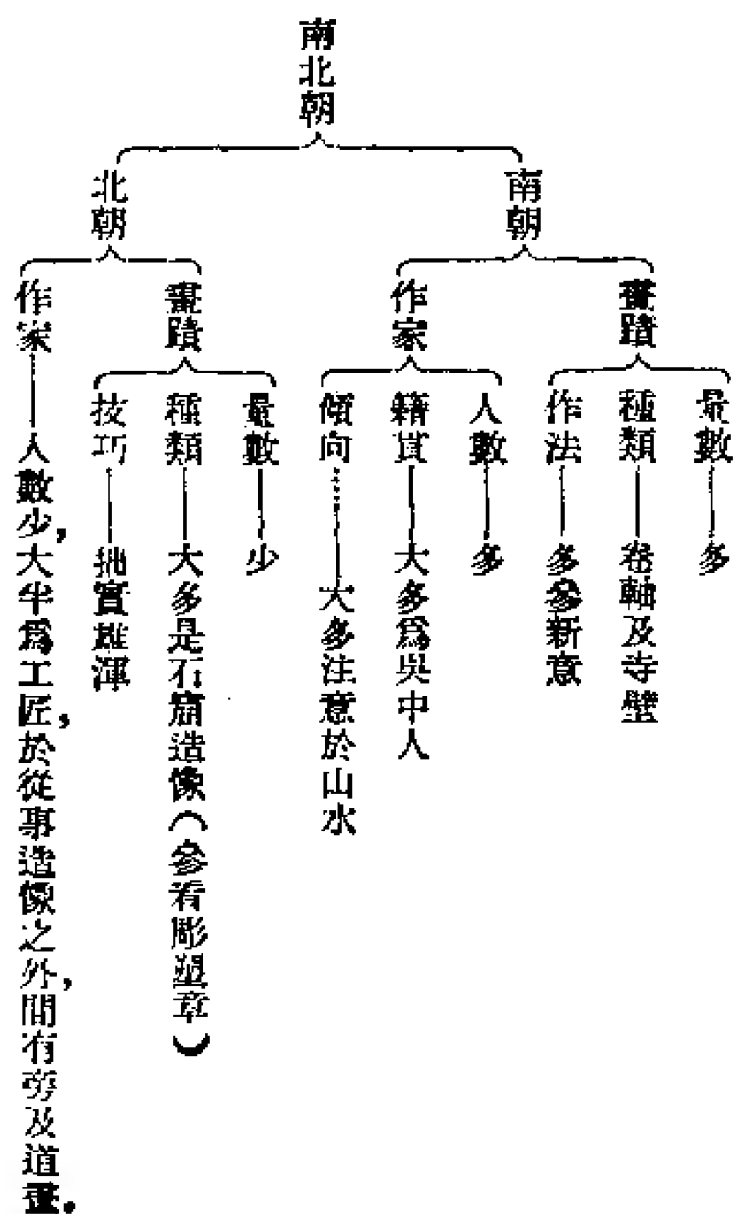 南北朝
南朝
畫蹟
量數——多
種類——卷軸及寺壁
作法——多參新意
作家
人數——多
籍貫——大多爲吳中人
傾向……大多注意於山水
北朝
畫蹟
量數——少
種類——大多是石窟造像（參看彫塑章）
技巧——拙實雄渾
作家——人數少，大半爲工匠，於從事造像之外，間有旁及道畫。